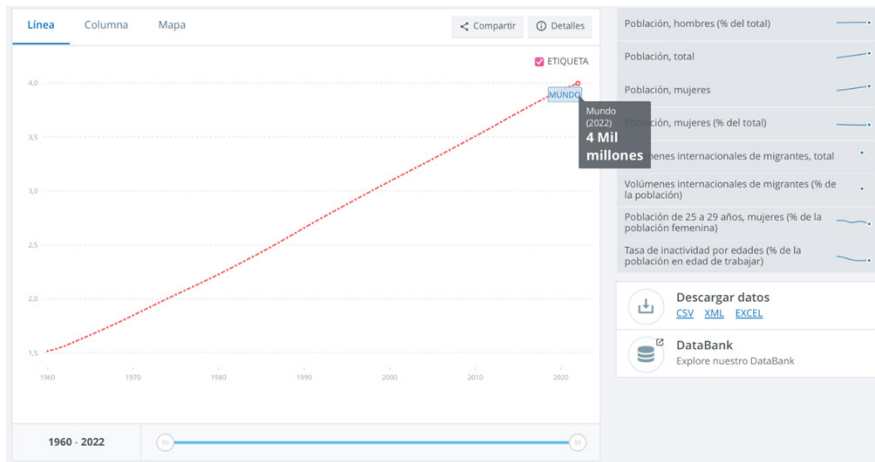 Línea Columna Mapa
Compartir Detalles
ETIQUETA
4,0
3,5
3,0
2,5
2,0
1,5
1960 1970 1980 1990 2000 2010 2020
MUNDO
Mundo
(2022)
4 Mil
millones
1960 - 2022
Población, hombres (% del total)
Población, total
Población, mujeres
ción, mujeres (% del total)
menes internacionales de migrantes, total
Volúmenes internacionales de migrantes (% de
la población)
Población de 25 a 29 años, mujeres (% de la
población femenina)
Tasa de inactividad por edades (% de la
población en edad de trabajar)
Descargar datos
CSV XML EXCEL
DataBank
Explore nuestro DataBank